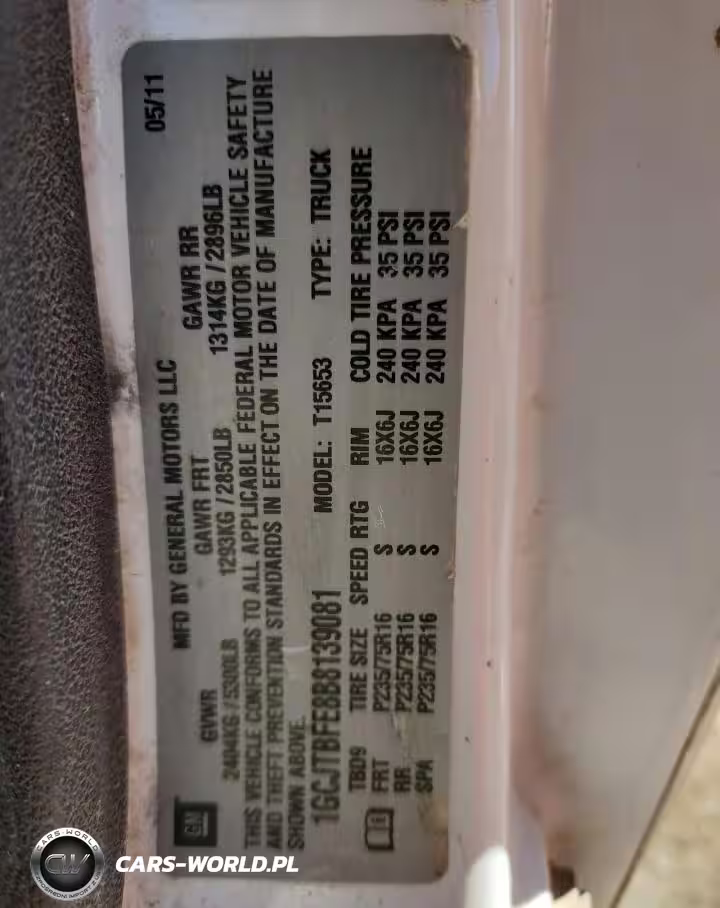 MFD BY GENERAL MOTORS LLC 05/11
GM
GVWR GAWR FRT GAWR RR
2404KG / 5300LB 1293KG / 2850LB 1314KG / 2896LB
THIS VEHICLE CONFORMS TO ALL APPLICABLE FEDERAL MOTOR VEHICLE SAFETY
AND THEFT PREVENTION STANDARDS IN EFFECT ON THE DATE OF MANUFACTURE
SHOWN ABOVE.
1GCJTBFE8B8139081 MODEL: T15653 TYPE: TRUCK
TBD9 TIRE SIZE SPEED RTG RIM COLD TIRE PRESSURE
FRT P235/75R16 S 16X6J 240 KPA 35 PSI
RR P235/75R16 S 16X6J 240 KPA 35 PSI
SPA P235/75R16 S 16X6J 240 KPA 35 PSI
CARS-WORLD
CW
CARS-WORLD.PL